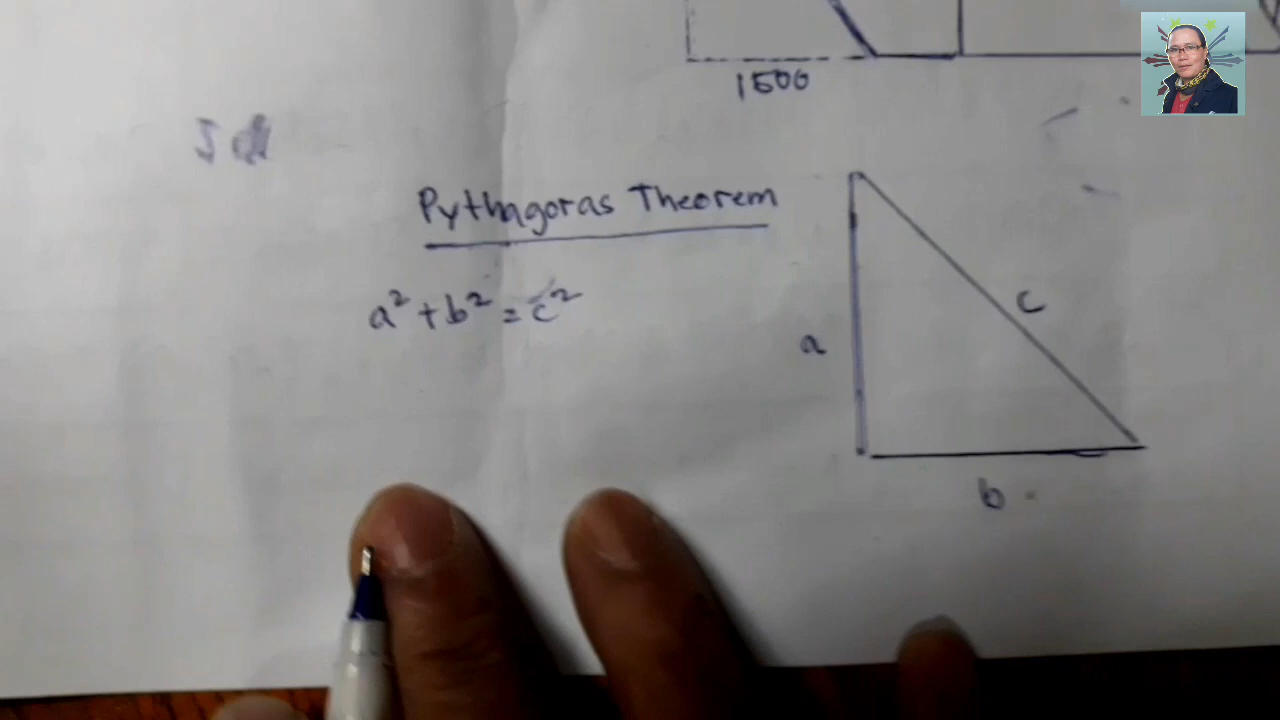 1500
Pythagoras Theorem
a² + b² = c²
c
a
b